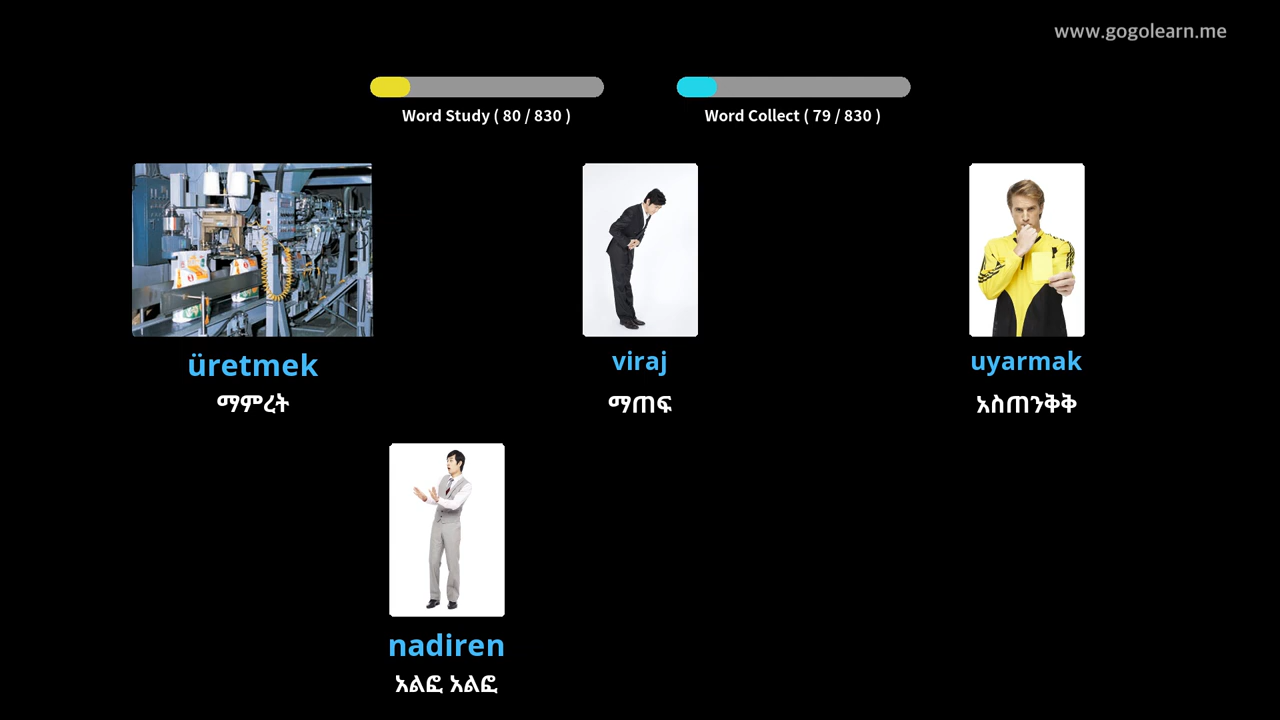 www.gogolearn.me
Word Study ( 80 / 830 )
Word Collect ( 79 / 830 )
üretmek
ማምረት
viraj
ማጠፍ
uyarmak
አስጠንቅቅ
nadiren
አልፎ አልፎ